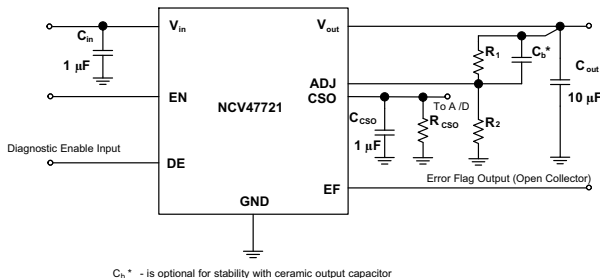 Vin
Vout
Cin
1 μF
R1
Cb*
Cout
10 μF
EN
ADJ
CSO
NCV47721
To A /D
CCSO
1 μF
RCSO
R2
Diagnostic Enable Input
DE
EF
Error Flag Output (Open Collector)
GND
Cb* - is optional for stability with ceramic output capacitor